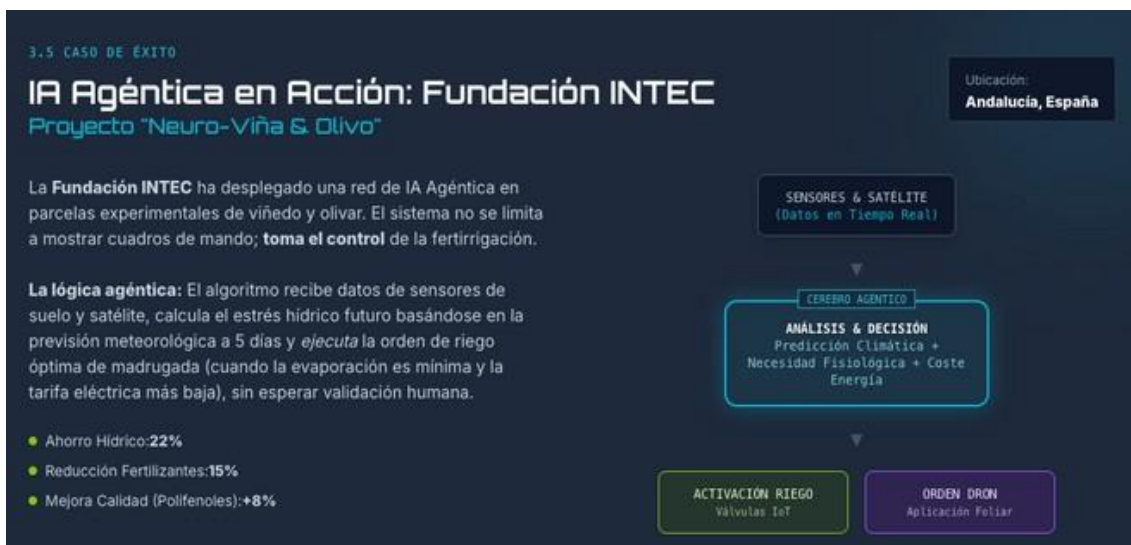 3.5 CASO DE ÉXITO
IA Agéntica en Acción: Fundación INTEC
Proyecto "Neuro-Viña & Olivo"
Ubicación:
Andalucía, España
La Fundación INTEC ha desplegado una red de IA Agéntica en
parcelas experimentales de viñedo y olivar. El sistema no se limita
a mostrar cuadros de mando; toma el control de la fertirrigación.
La lógica agéntica: El algoritmo recibe datos de sensores de
suelo y satélite, calcula el estrés hídrico futuro basándose en la
previsión meteorológica a 5 días y ejecuta la orden de riego
óptima de madrugada (cuando la evaporación es mínima y la
tarifa eléctrica más baja), sin esperar validación humana.
Ahorro Hídrico:22%
Reducción Fertilizantes:15%
Mejora Calidad (Polifenoles):+8%
SENSORES & SATÉLITE
(Datos en Tiempo Real)
CEREBRO AGÉNTICO
ANÁLISIS & DECISIÓN
Predicción Climática +
Necesidad Fisiológica + Coste
Energía
ACTIVACIÓN RIEGO
Válvulas IoT
ORDEN DRON
Aplicación Foliar